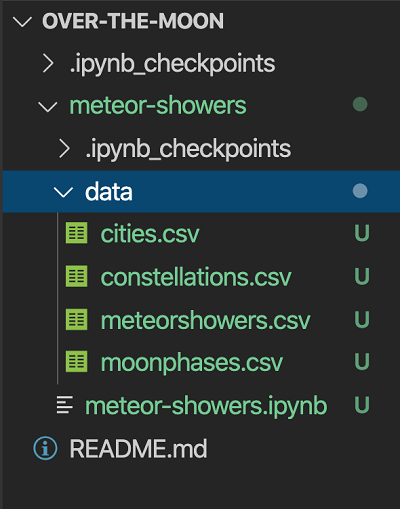 OVER-THE-MOON
.ipynb_checkpoints
meteor-showers
.ipynb_checkpoints
data
cities.csv U
constellations.csv U
meteorshowers.csv U
moonphases.csv U
meteor-showers.ipynb U
README.md